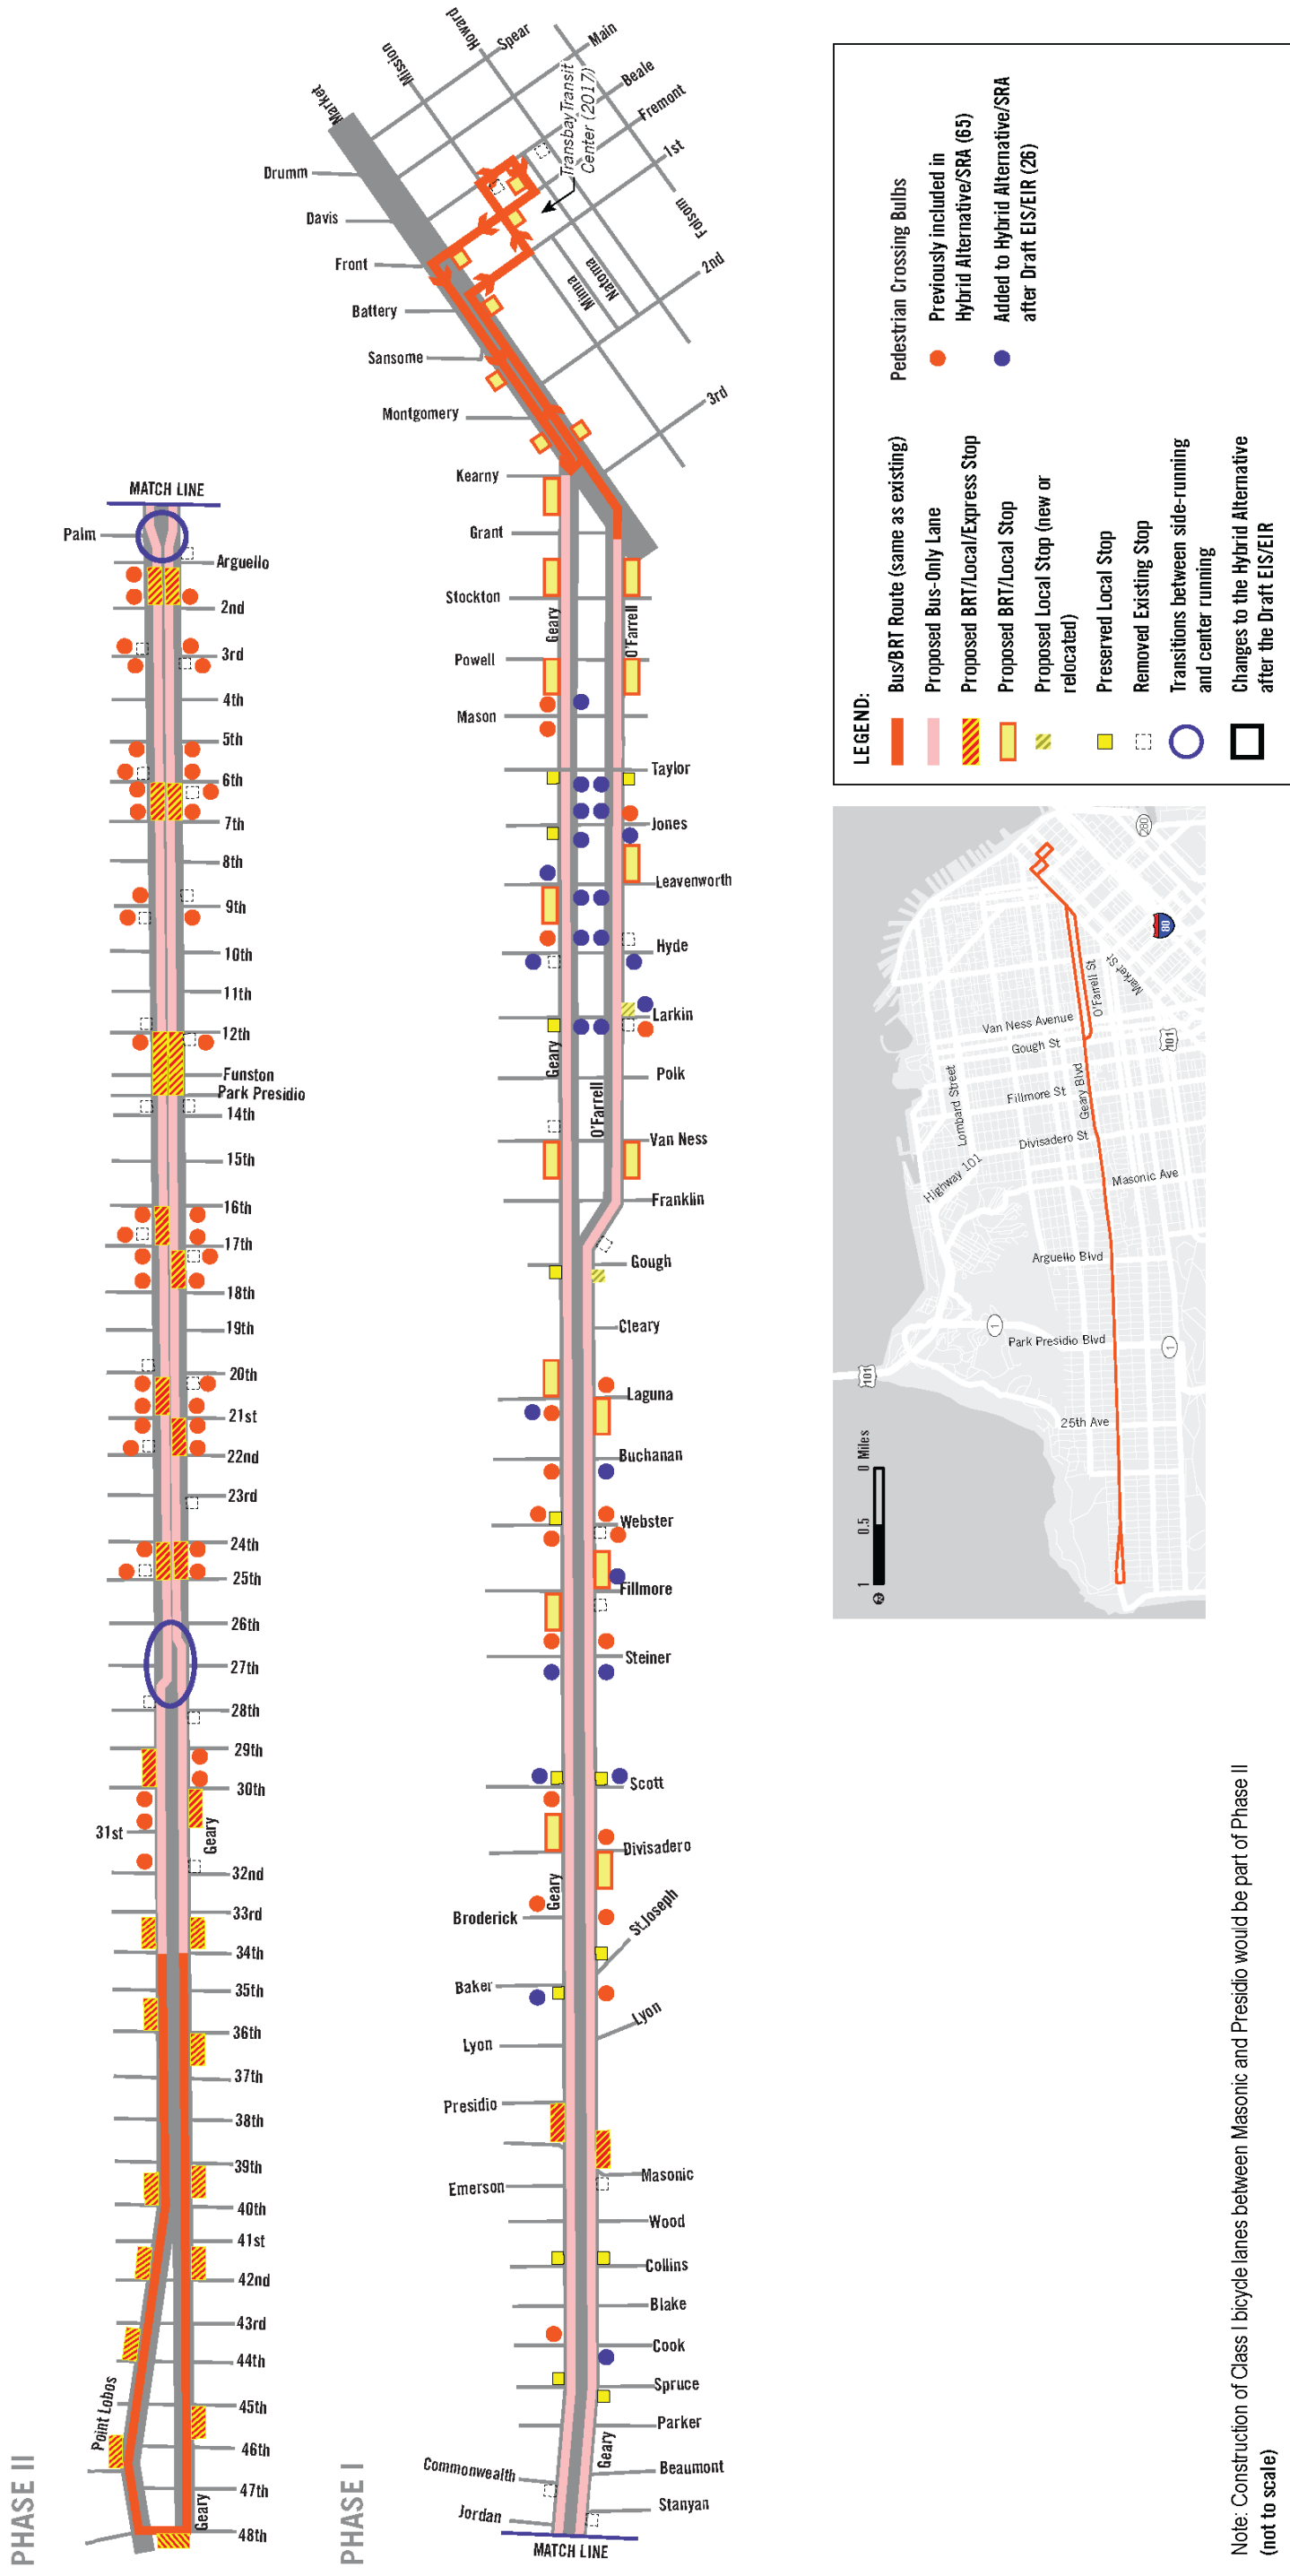 PHASE II
MATCH LINE
Palm
Arguello
2nd
3rd
4th
5th
6th
7th
8th
9th
10th
11th
12th
Funston
Park Presidio
14th
15th
16th
17th
18th
19th
20th
21st
22nd
23rd
24th
25th
26th
27th
28th
29th
30th
31st
Geary
32nd
33rd
34th
35th
36th
37th
38th
39th
40th
41st
42nd
43rd
44th
Point Lobos
45th
46th
47th
Geary
48th
PHASE I
Market
Mission
Howard
Spear
Main
Beale
Fremont
1st
Folsom
2nd
3rd
Minna
Natoma
Transbay Transit
Center (2017)
Drumm
Davis
Front
Battery
Sansome
Montgomery
Kearny
Grant
Stockton
Geary
O'Farrell
Powell
Mason
Taylor
Jones
Leavenworth
Hyde
Larkin
Geary
Polk
O'Farrell
Van Ness
Franklin
Gough
Cleary
Laguna
Buchanan
Webster
Fillmore
Steiner
Scott
Divisadero
Geary
Broderick
St.Joseph
Baker
Lyon
Lyon
Presidio
Masonic
Emerson
Wood
Collins
Blake
Cook
Spruce
Parker
Geary
Commonwealth
Beaumont
Jordan
Stanyan
MATCH LINE
LEGEND:
Bus/BRT Route (same as existing)
Proposed Bus-Only Lane
Proposed BRT/Local/Express Stop
Proposed BRT/Local Stop
Proposed Local Stop (new or
relocated)
Preserved Local Stop
Removed Existing Stop
Transitions between side-running
and center running
Changes to the Hybrid Alternative
after the Draft EIS/EIR
Pedestrian Crossing Bulbs
Previously included in
Hybrid Alternative/SRA (65)
Added to Hybrid Alternative/SRA
after Draft EIS/EIR (26)
1 0.5 0 Miles
101
Highway 101
Lombard Street
Van Ness Avenue
Gough St
Fillmore St
Divisadero St
Geary Blvd
O'Farrell St
Market St
Masonic Ave
Arguello Blvd
Park Presidio Blvd
25th Ave
1
1
101
80
280
Note: Construction of Class I bicycle lanes between Masonic and Presidio would be part of Phase II
(not to scale)